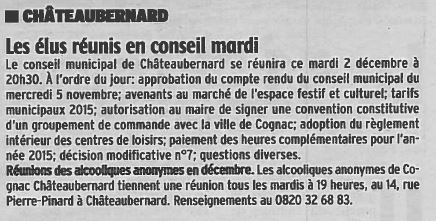 ■ CHÂTEAUBERNARD
Les élus réunis en conseil mardi
Le conseil municipal de Châteaubernard se réunira ce mardi 2 décembre à
20h30. À l'ordre du jour: approbation du compte rendu du conseil municipal du
mercredi 5 novembre; avenants au marché de l'espace festif et culturel; tarifs
municipaux 2015; autorisation au maire de signer une convention constitutive
d'un groupement de commande avec la ville de Cognac; adoption du règlement
intérieur des centres de loisirs; paiement des heures complémentaires pour l'an-
née 2015; décision modificative n°7; questions diverses.
Réunions des alcooliques anonymes en décembre. Les alcooliques anonymes de Co-
gnac Châteaubernard tiennent une réunion tous les mardis à 19 heures, au 14, rue
Pierre-Pinard à Châteaubernard. Renseignements au 0820 32 68 83.